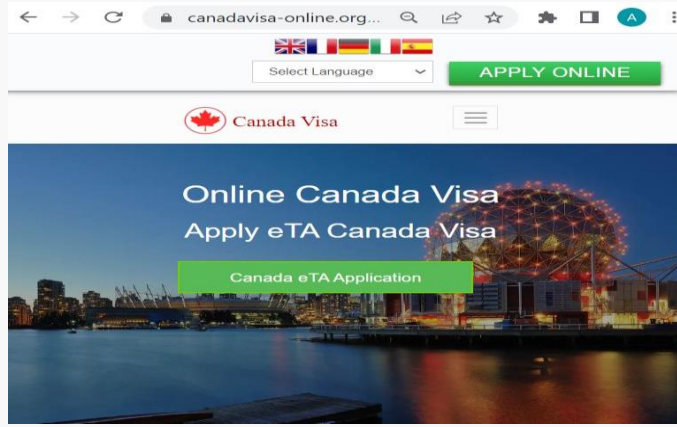 canadavisa-online.org...
A
Select Language
APPLY ONLINE
Canada Visa
Online Canada Visa
Apply eTA Canada Visa
Canada eTA Application